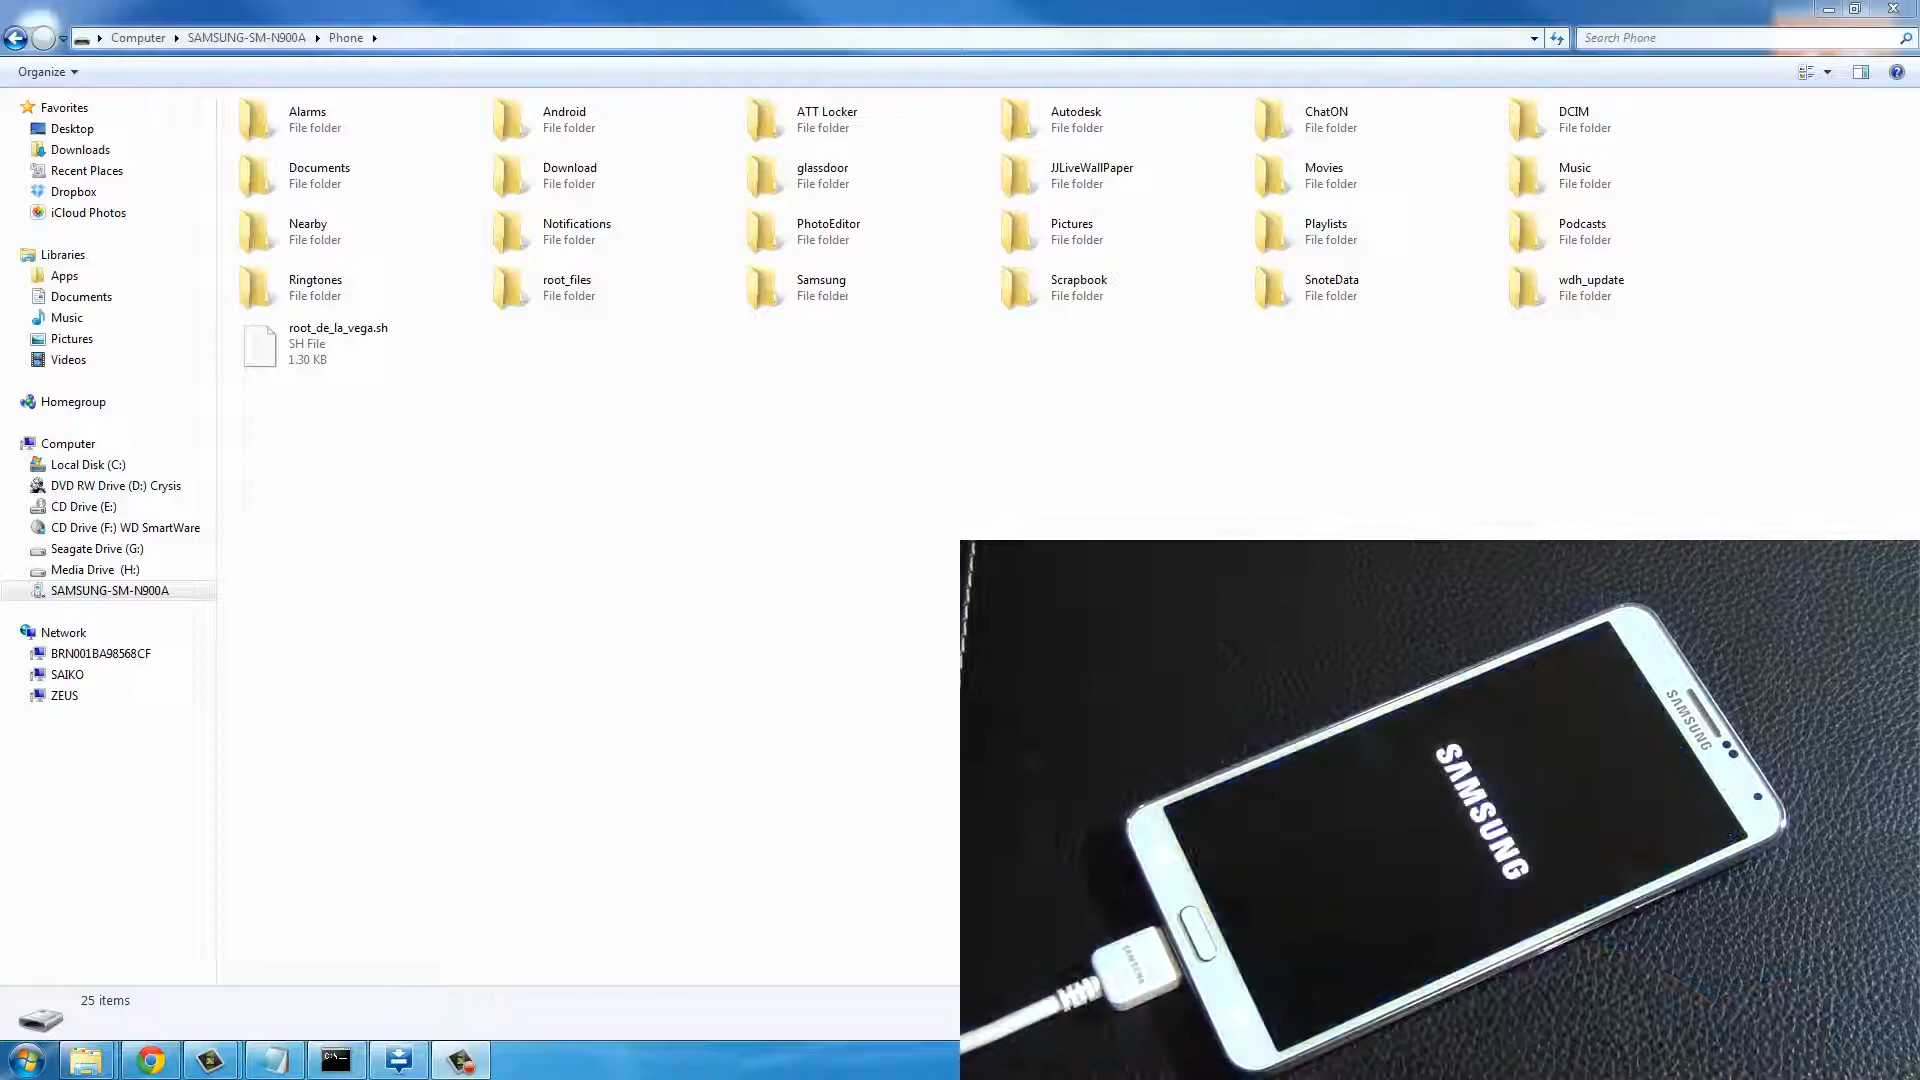 Computer SAMSUNG-SM-N900A Phone
Search Phone
Organize
Favorites
Desktop
Downloads
Recent Places
Dropbox
iCloud Photos
Libraries
Apps
Documents
Music
Pictures
Videos
Homegroup
Computer
Local Disk (C:)
DVD RW Drive (D:) Crysis
CD Drive (E:)
CD Drive (F:) WD SmartWare
Seagate Drive (G:)
Media Drive (H:)
SAMSUNG-SM-N900A
Network
BRN001BA98568CF
SAIKO
ZEUS
Alarms
File folder
Android
File folder
ATT Locker
File folder
Autodesk
File folder
ChatON
File folder
DCIM
File folder
Documents
File folder
Download
File folder
glassdoor
File folder
JJLiveWallPaper
File folder
Movies
File folder
Music
File folder
Nearby
File folder
Notifications
File folder
PhotoEditor
File folder
Pictures
File folder
Playlists
File folder
Podcasts
File folder
Ringtones
File folder
root_files
File folder
Samsung
File folder
Scrapbook
File folder
SnoteData
File folder
wdh_update
File folder
root_de_la_vega.sh
SH File
1.30 KB
25 items
C:\
SAMSUNG
SAMSUNG
SAMSUNG